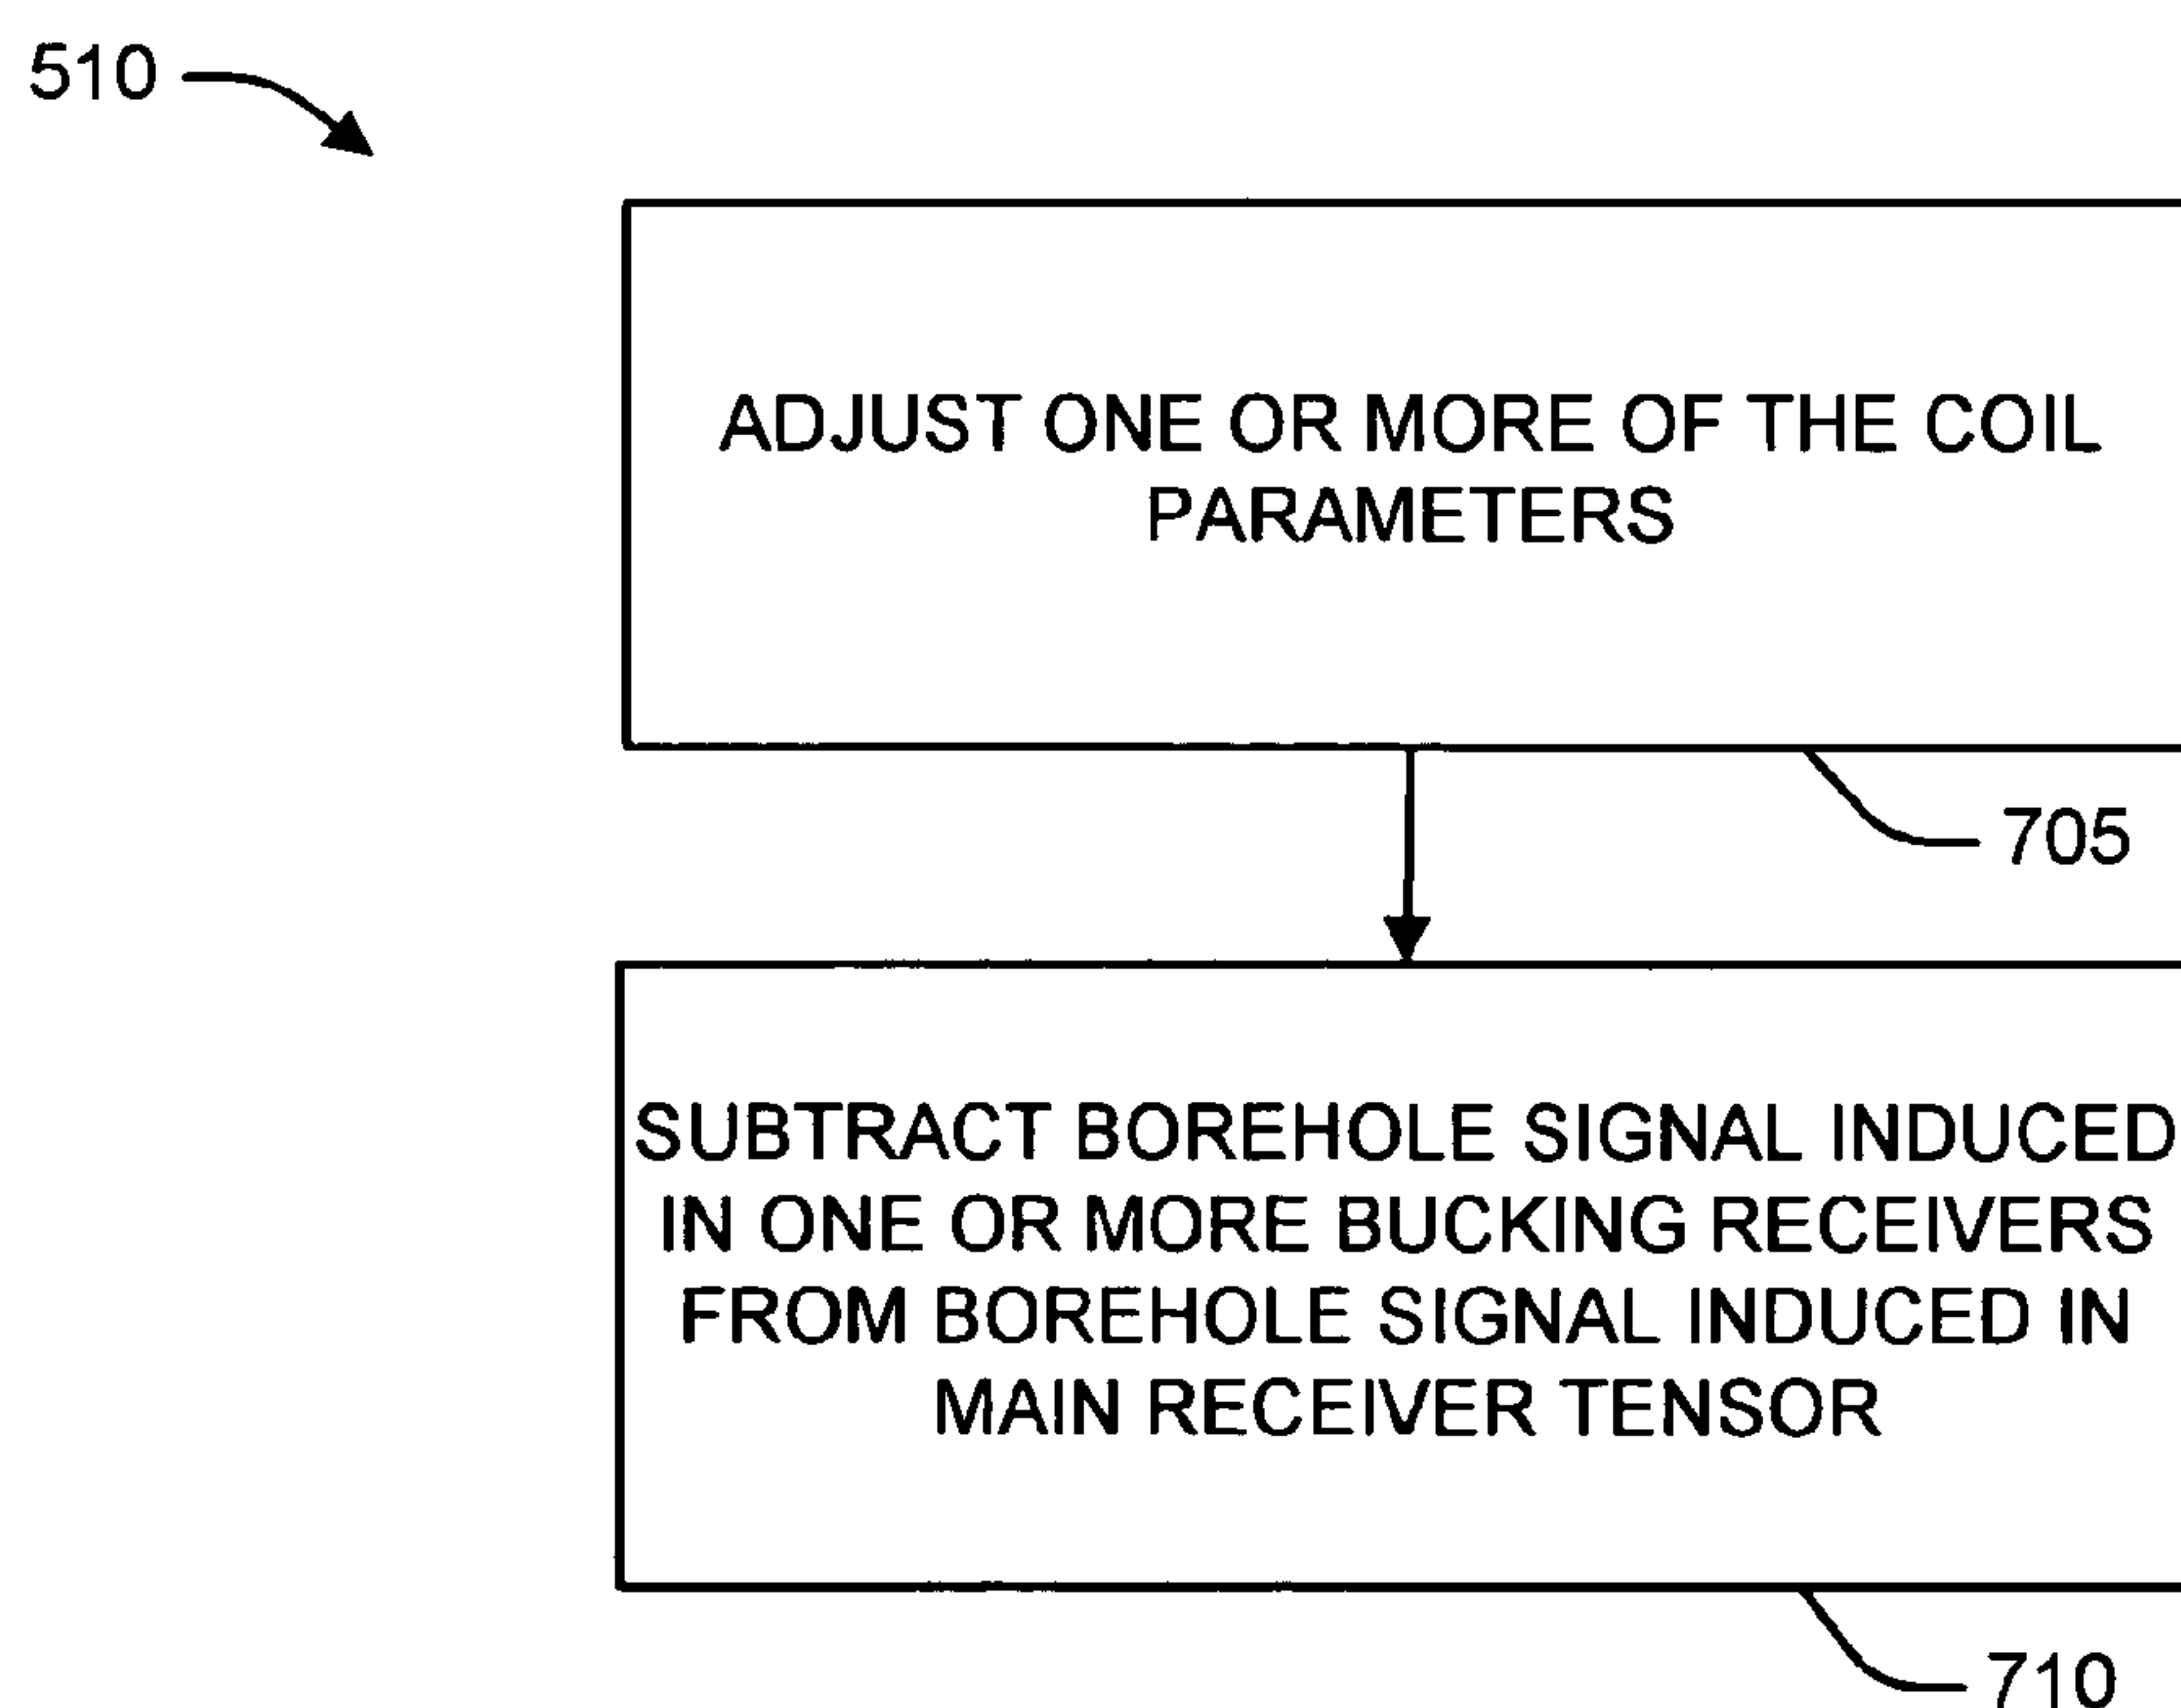 510
ADJUST ONE OR MORE OF THE COIL
PARAMETERS
705
SUBTRACT BOREHOLE SIGNAL INDUCED
IN ONE OR MORE BUCKING RECEIVERS
FROM BOREHOLE SIGNAL INDUCED IN
MAIN RECEIVER TENSOR
710